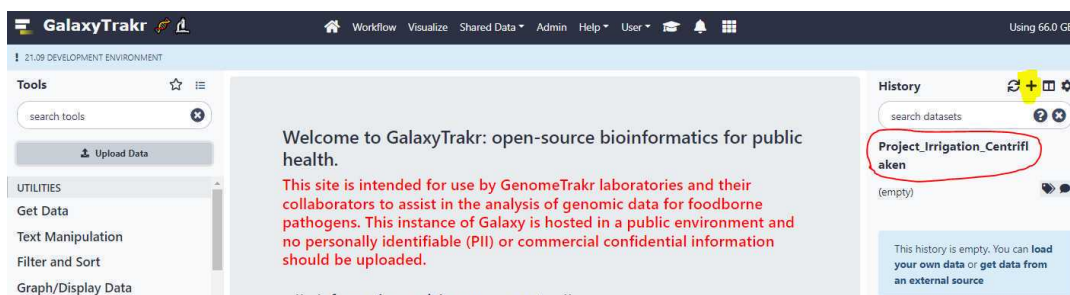 GalaxyTrakr
Workflow Visualize Shared Data Admin Help User
Using 66.0 GB
! 21.09 DEVELOPMENT ENVIRONMENT
Tools
search tools
Upload Data
UTILITIES
Get Data
Text Manipulation
Filter and Sort
Graph/Display Data
Welcome to GalaxyTrakr: open-source bioinformatics for public
health.
This site is intended for use by GenomeTrakr laboratories and their
collaborators to assist in the analysis of genomic data for foodborne
pathogens. This instance of Galaxy is hosted in a public environment and
no personally identifiable (PII) or commercial confidential information
should be uploaded.
History
search datasets
Project_Irrigation_Centrifl
aken
(empty)
This history is empty. You can load
your own data or get data from
an external source